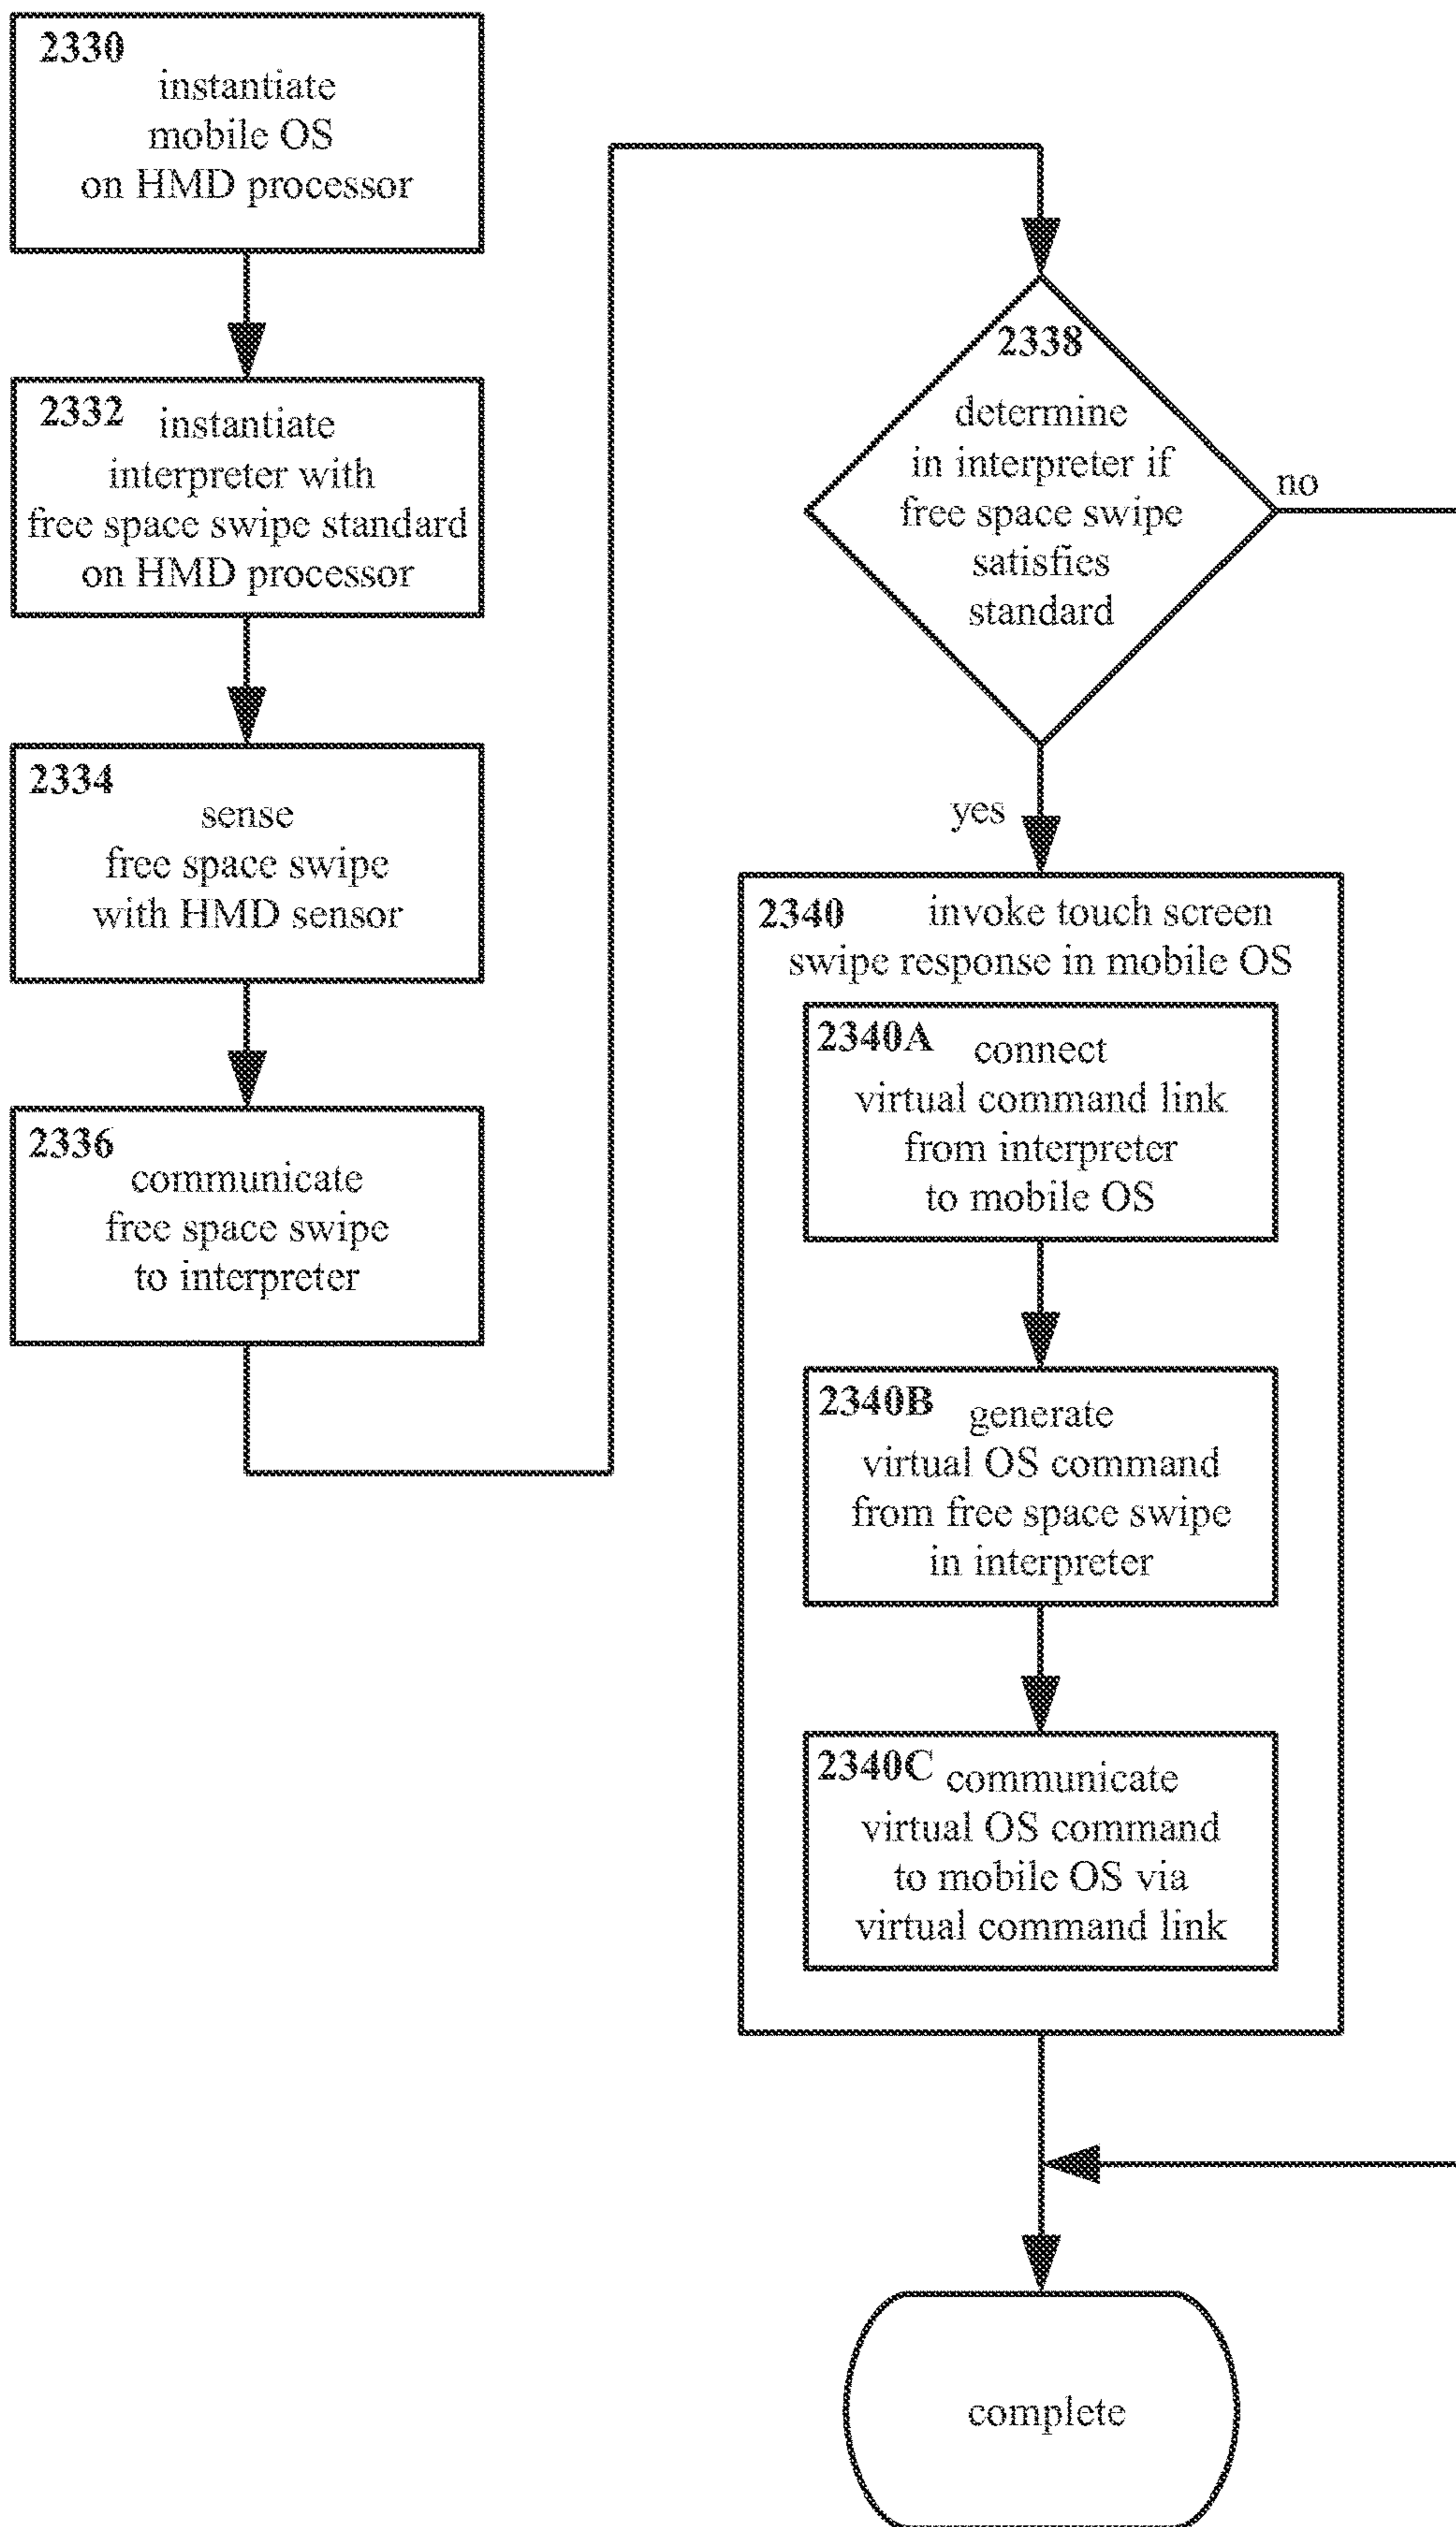 2330
instantiate
mobile OS
on HMD processor
2332 instantiate
interpreter with
free space swipe standard
on HMD processor
2334
sense
free space swipe
with HMD sensor
2336
communicate
free space swipe
to interpreter
2338
determine
in interpreter if
free space swipe
satisfies
standard
no
yes
2340 invoke touch screen
swipe response in mobile OS
2340A connect
virtual command link
from interpreter
to mobile OS
2340B generate
virtual OS command
from free space swipe
in interpreter
2340C communicate
virtual OS command
to mobile OS via
virtual command link
complete